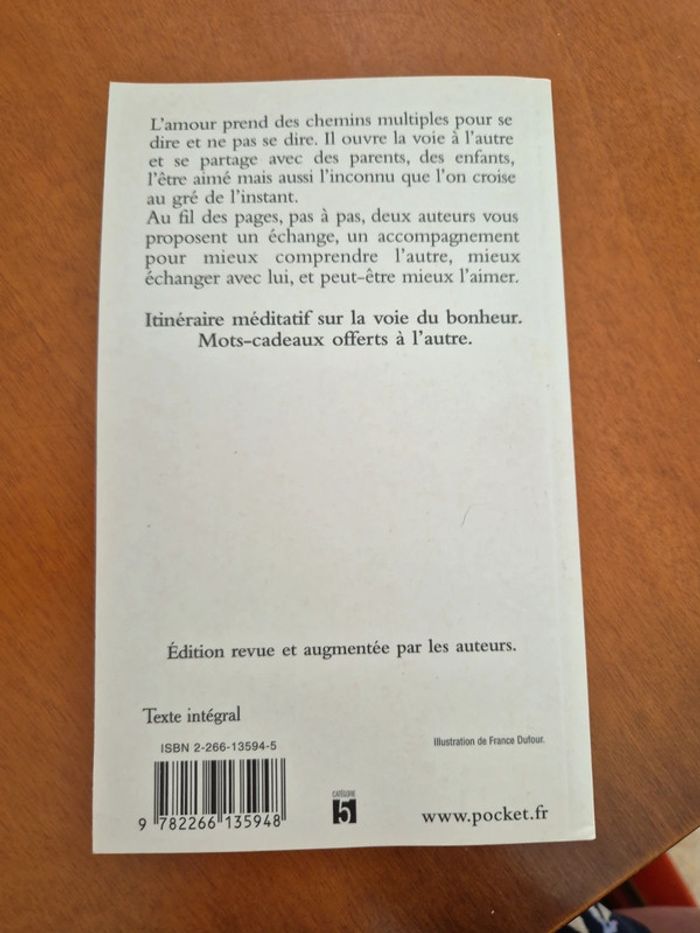 L'amour prend des chemins multiples pour se
dire et ne pas se dire. Il ouvre la voie à l'autre
et se partage avec des parents, des enfants,
l'être aimé mais aussi l'inconnu que l'on croise
au gré de l'instant.
Au fil des pages, pas à pas, deux auteurs vous
proposent un échange, un accompagnement
pour mieux comprendre l'autre, mieux
échanger avec lui, et peut-être mieux l'aimer.
Itinéraire méditatif sur la voie du bonheur.
Mots-cadeaux offerts à l'autre.
Édition revue et augmentée par les auteurs.
Texte intégral
ISBN 2-266-13594-5
Illustration de France Dufour.
9 782266 135948
CATÉGORIE
5
www.pocket.fr